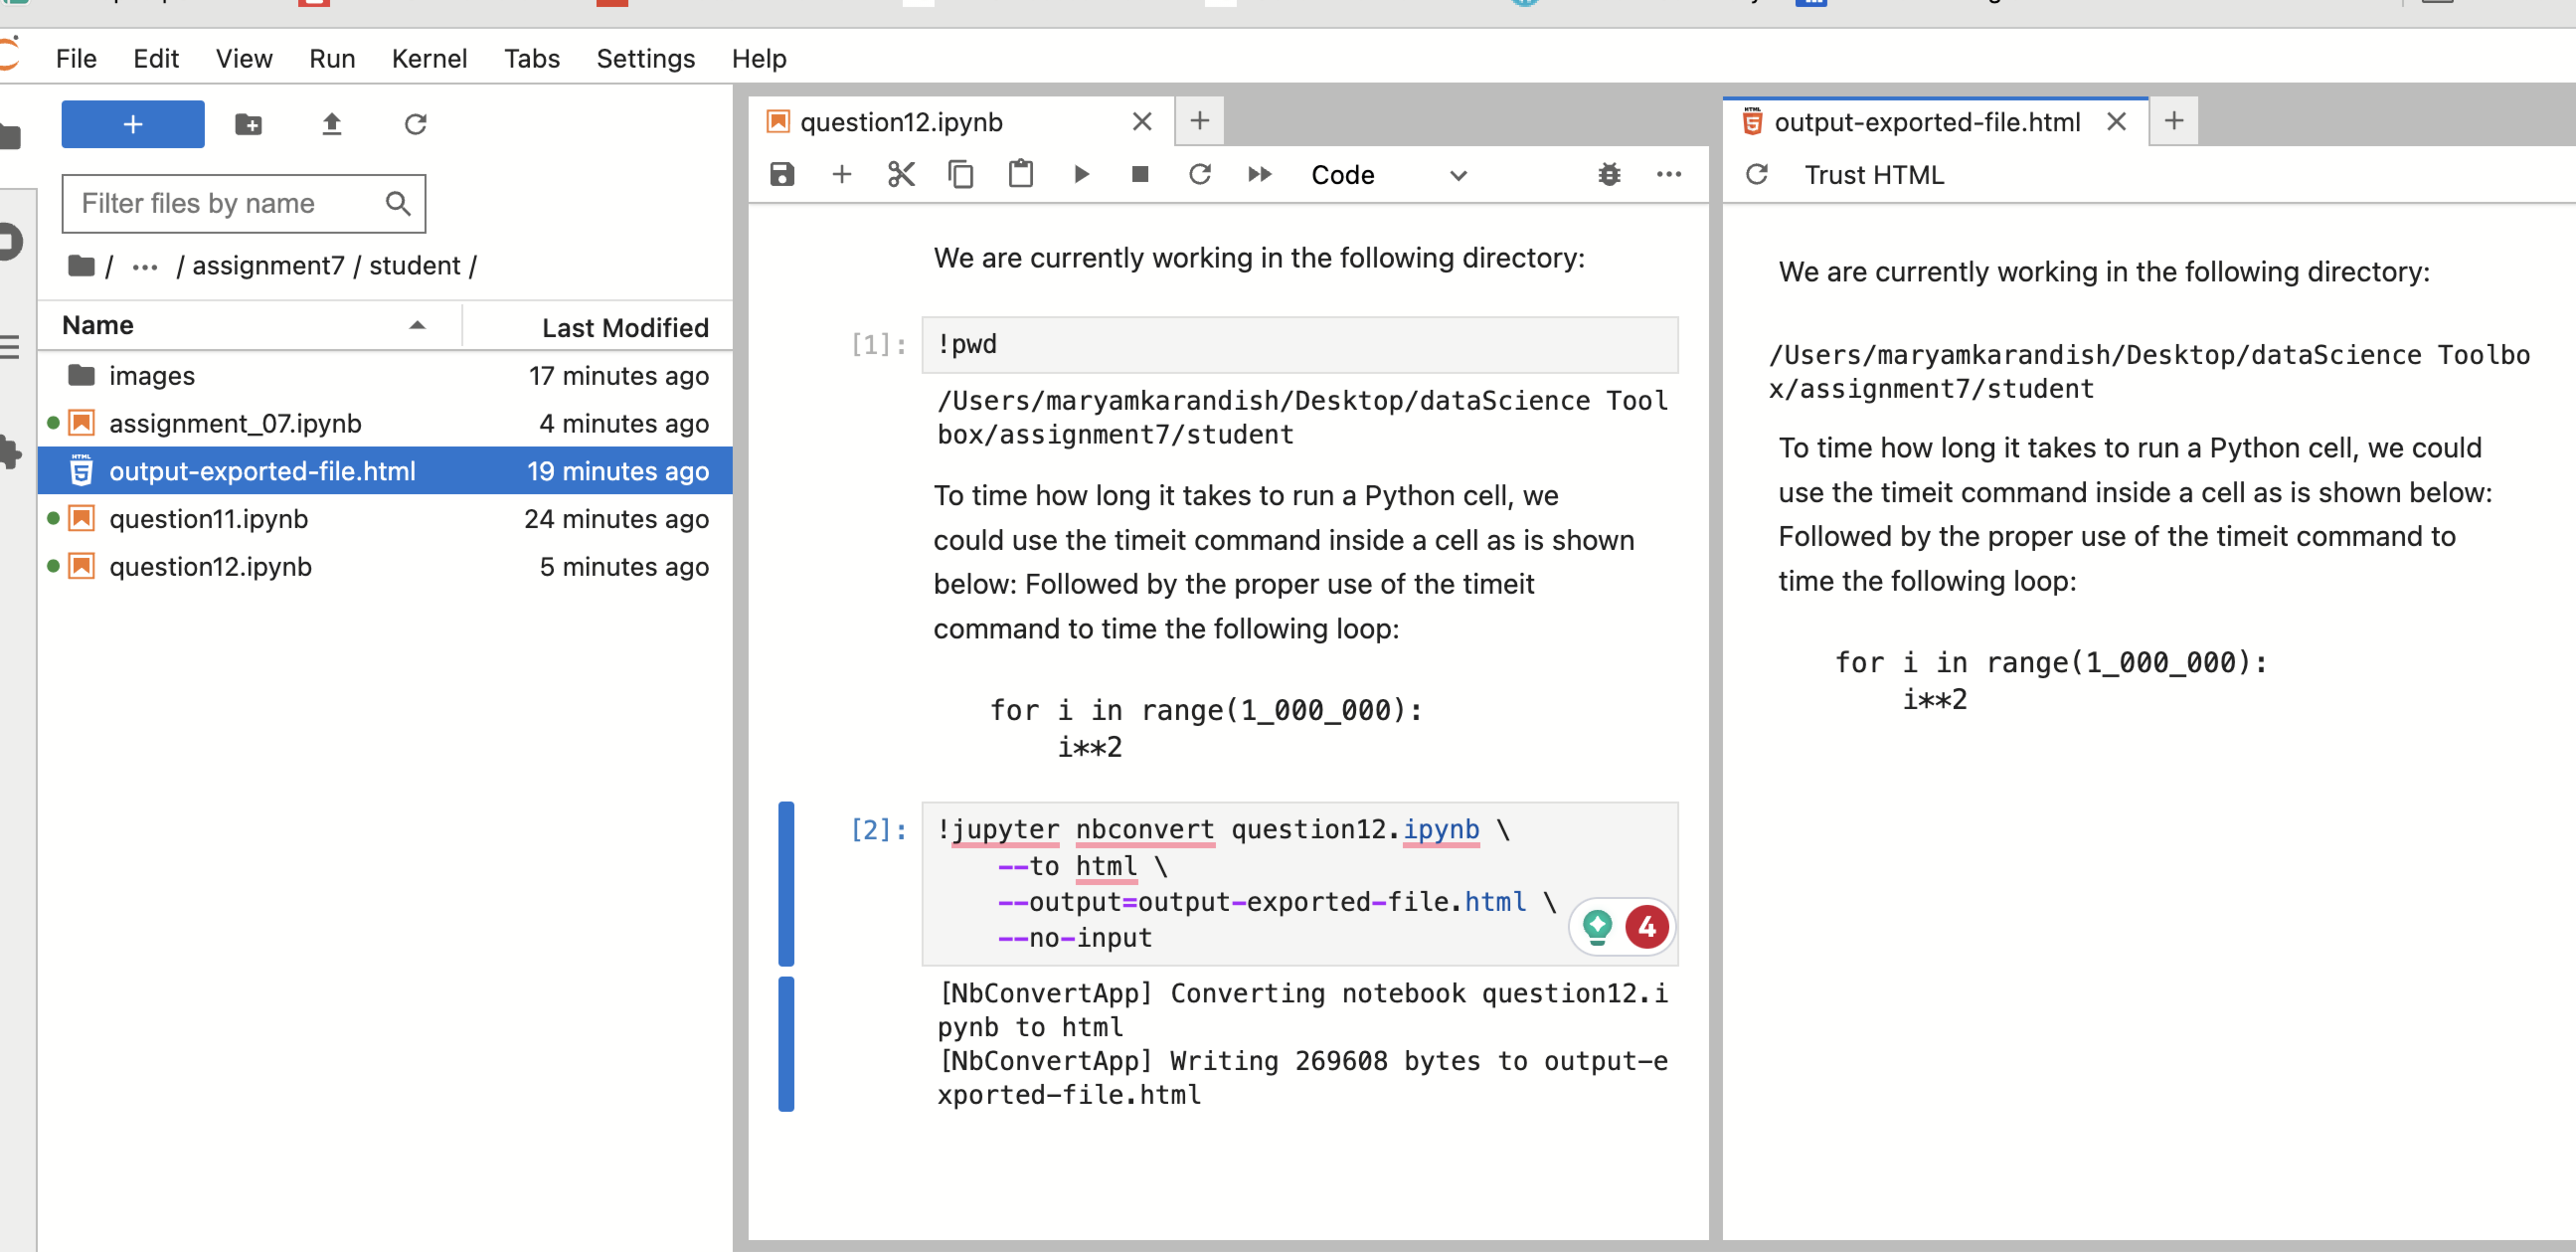 File Edit View Run Kernel Tabs Settings Help
+
Filter files by name
/ ··· / assignment7 / student /
Name Last Modified
images 17 minutes ago
assignment_07.ipynb 4 minutes ago
output-exported-file.html 19 minutes ago
question11.ipynb 24 minutes ago
question12.ipynb 5 minutes ago
question12.ipynb
Code
We are currently working in the following directory:
[1]: !pwd
/Users/maryamkarandish/Desktop/dataScience Tool
box/assignment7/student
To time how long it takes to run a Python cell, we
could use the timeit command inside a cell as is shown
below: Followed by the proper use of the timeit
command to time the following loop:
for i in range(1_000_000):
i**2
[2]: !jupyter nbconvert question12.ipynb \
--to html \
--output=output-exported-file.html \
--no-input
4
[NbConvertApp] Converting notebook question12.i
pynb to html
[NbConvertApp] Writing 269608 bytes to output-e
xported-file.html
HTML
output-exported-file.html
Trust HTML
We are currently working in the following directory:
/Users/maryamkarandish/Desktop/dataScience Toolbo
x/assignment7/student
To time how long it takes to run a Python cell, we could
use the timeit command inside a cell as is shown below:
Followed by the proper use of the timeit command to
time the following loop:
for i in range(1_000_000):
i**2